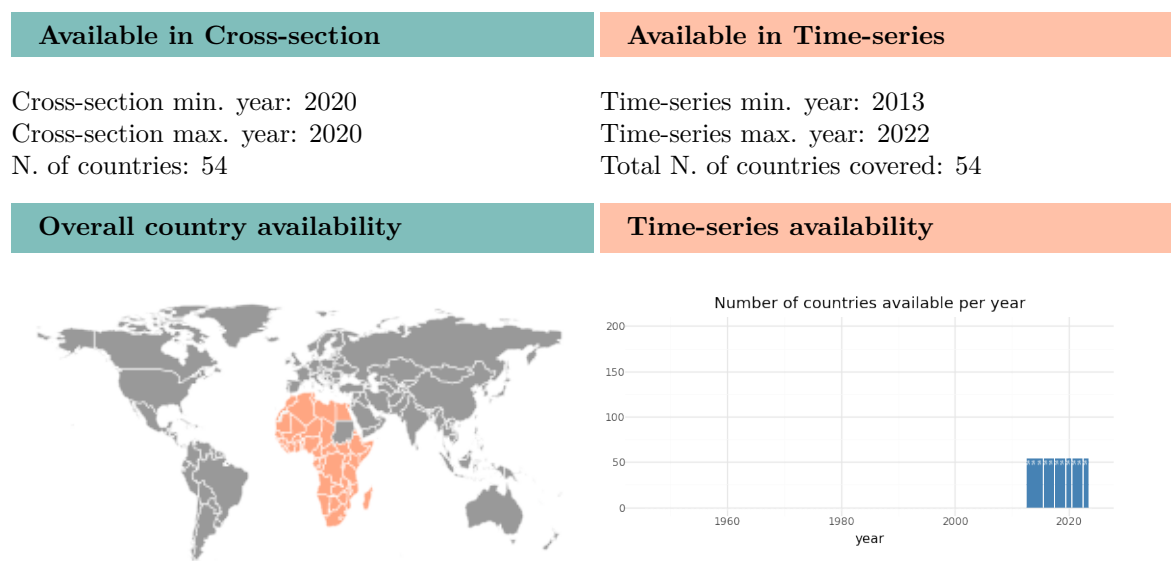 Available in Cross-section
Available in Time-series
Cross-section min. year: 2020
Cross-section max. year: 2020
N. of countries: 54
Time-series min. year: 2013
Time-series max. year: 2022
Total N. of countries covered: 54
Overall country availability
Time-series availability
Number of countries available per year
200
150
100
50
0
1960
1980
2000
2020
year